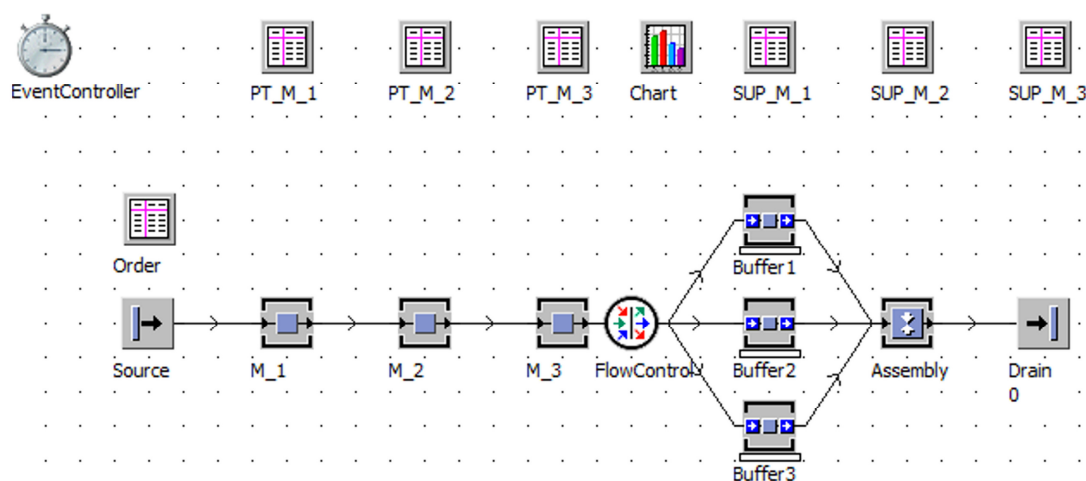 EventController
PT_M_1
PT_M_2
PT_M_3
Chart
SUP_M_1
SUP_M_2
SUP_M_3
Order
Buffer1
Source
M_1
M_2
M_3
FlowControl
Buffer2
Assembly
Drain
0
Buffer3